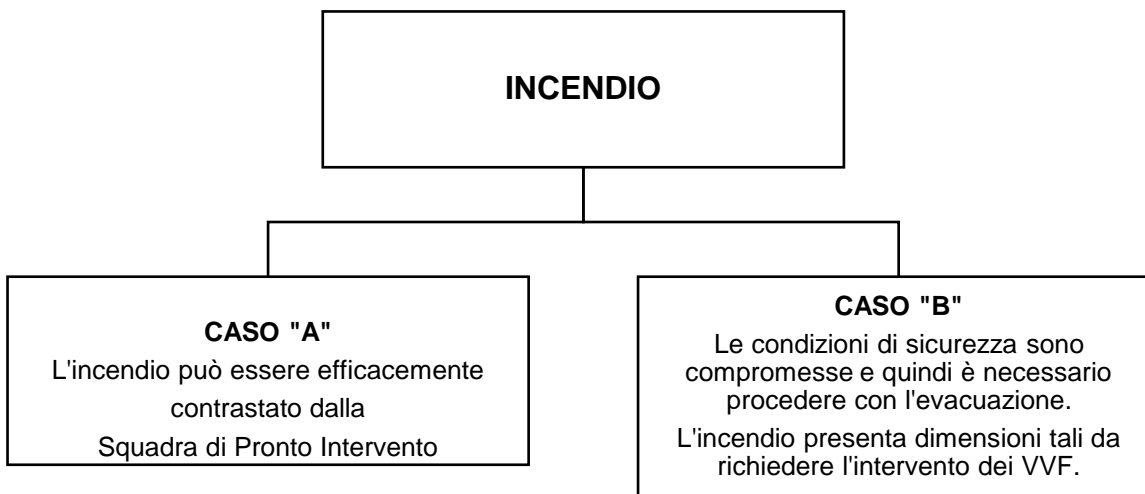 INCENDIO
CASO "A"
L'incendio può essere efficacemente
contrastato dalla
Squadra di Pronto Intervento
CASO "B"
Le condizioni di sicurezza sono
compromesse e quindi è necessario
procedere con l'evacuazione.
L'incendio presenta dimensioni tali da
richiedere l'intervento dei VVF.